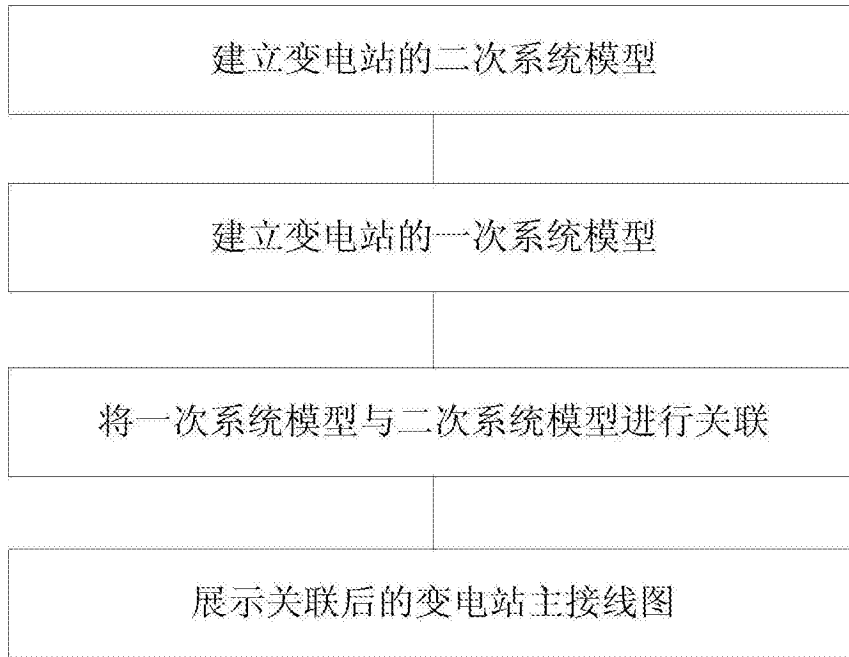 建立变电站的二次系统模型
建立变电站的一次系统模型
将一次系统模型与二次系统模型进行关联
展示关联后的变电站主接线图